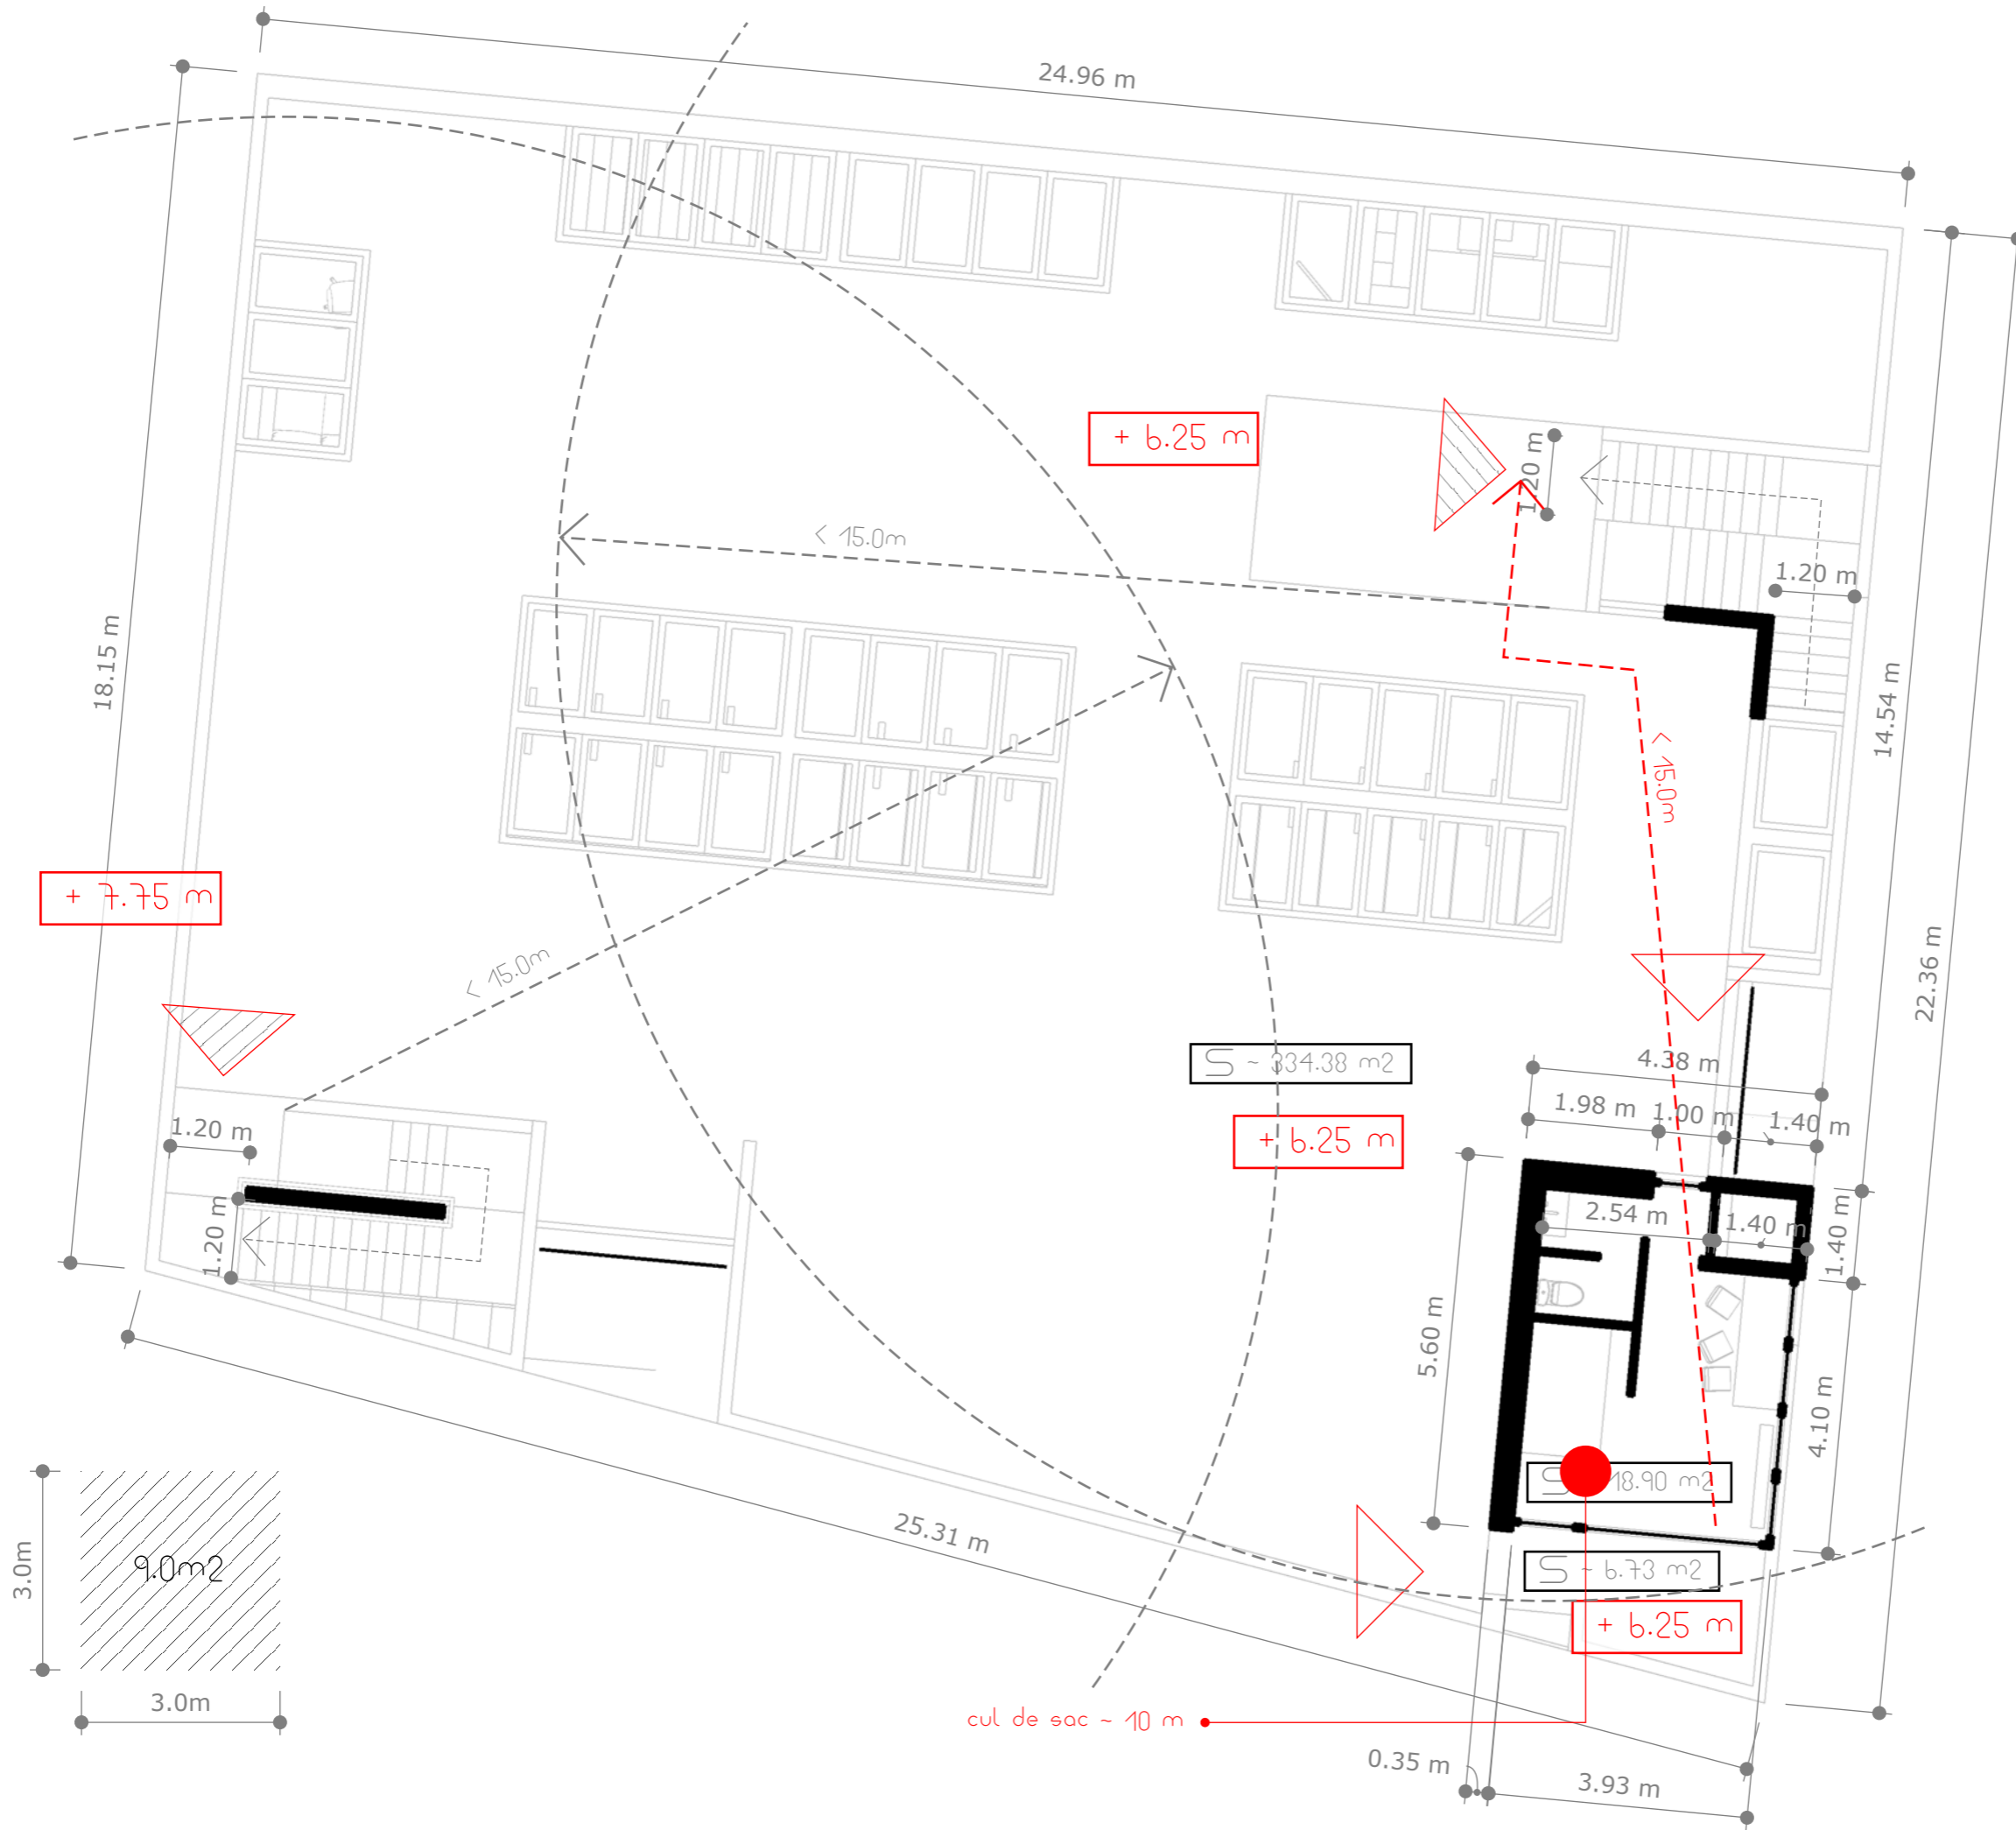 24.96 m
+ 6.25 m
1.20 m
< 15.0m
1.20 m
18.15 m
14.54 m
< 15.0m
+ 7.75 m
22.36 m
< 15.0m
S ~ 334.38 m2
4.38 m
1.98 m
1.00 m
1.40 m
1.20 m
+ 6.25 m
1.20 m
2.54 m
1.40 m
1.40 m
5.60 m
4.10 m
S ~ 18.90 m2
25.31 m
3.0m
9.0m2
S ~ 6.73 m2
+ 6.25 m
3.0m
cul de sac ~ 10 m
0.35 m
3.93 m